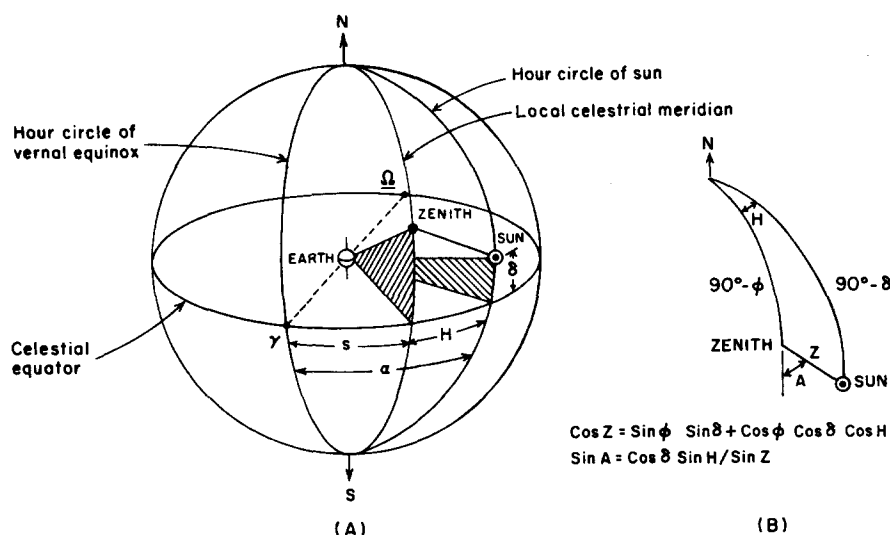 N
Hour circle of sun
Local celestrial meridian
Hour circle of
vernal equinox
Ω
ZENITH
SUN
EARTH
δ
γ
S
H
α
Celestial
equator
S
(A)
N
H
90°-ϕ
90°-δ
ZENITH
Z
A
SUN
Cos Z = Sin ϕ Sin δ + Cos ϕ Cos δ Cos H
Sin A = Cos δ Sin H / Sin Z
(B)